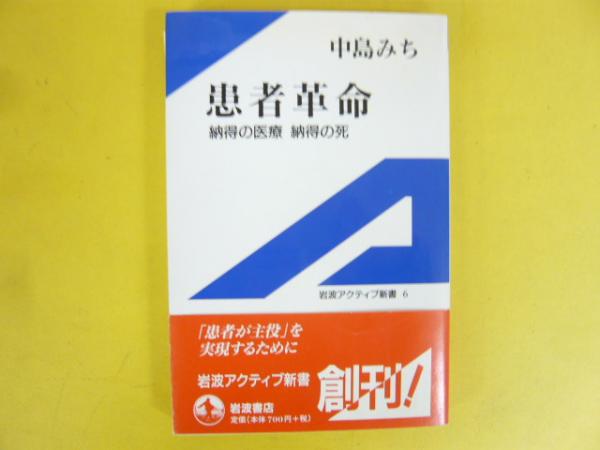 中島みち
患者革命
納得の医療 納得の死
岩波アクティブ新書 6
「患者が主役」を
実現するために
岩波アクティブ新書
創刊!
岩波書店
定価(本体700円+税)